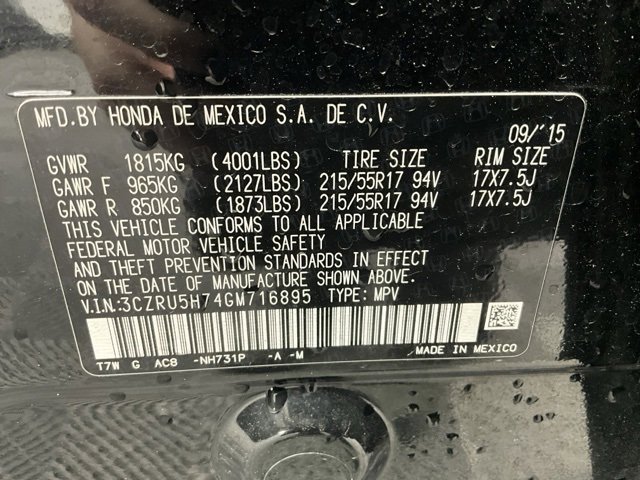 MFD.BY HONDA DE MEXICO S.A. DE C.V.
09/'15
GVWR 1815KG (4001LBS) TIRE SIZE RIM SIZE
GAWR F 965KG (2127LBS) 215/55R17 94V 17X7.5J
GAWR R 850KG (1873LBS) 215/55R17 94V 17X7.5J
THIS VEHICLE CONFORMS TO ALL APPLICABLE
FEDERAL MOTOR VEHICLE SAFETY
AND THEFT PREVENTION STANDARDS IN EFFECT
ON THE DATE OF MANUFACTURE SHOWN ABOVE.
V.I.N:3CZRU5H74GM716895 TYPE: MPV
T7W G AC8 -NH731P -A -M MADE IN MEXICO